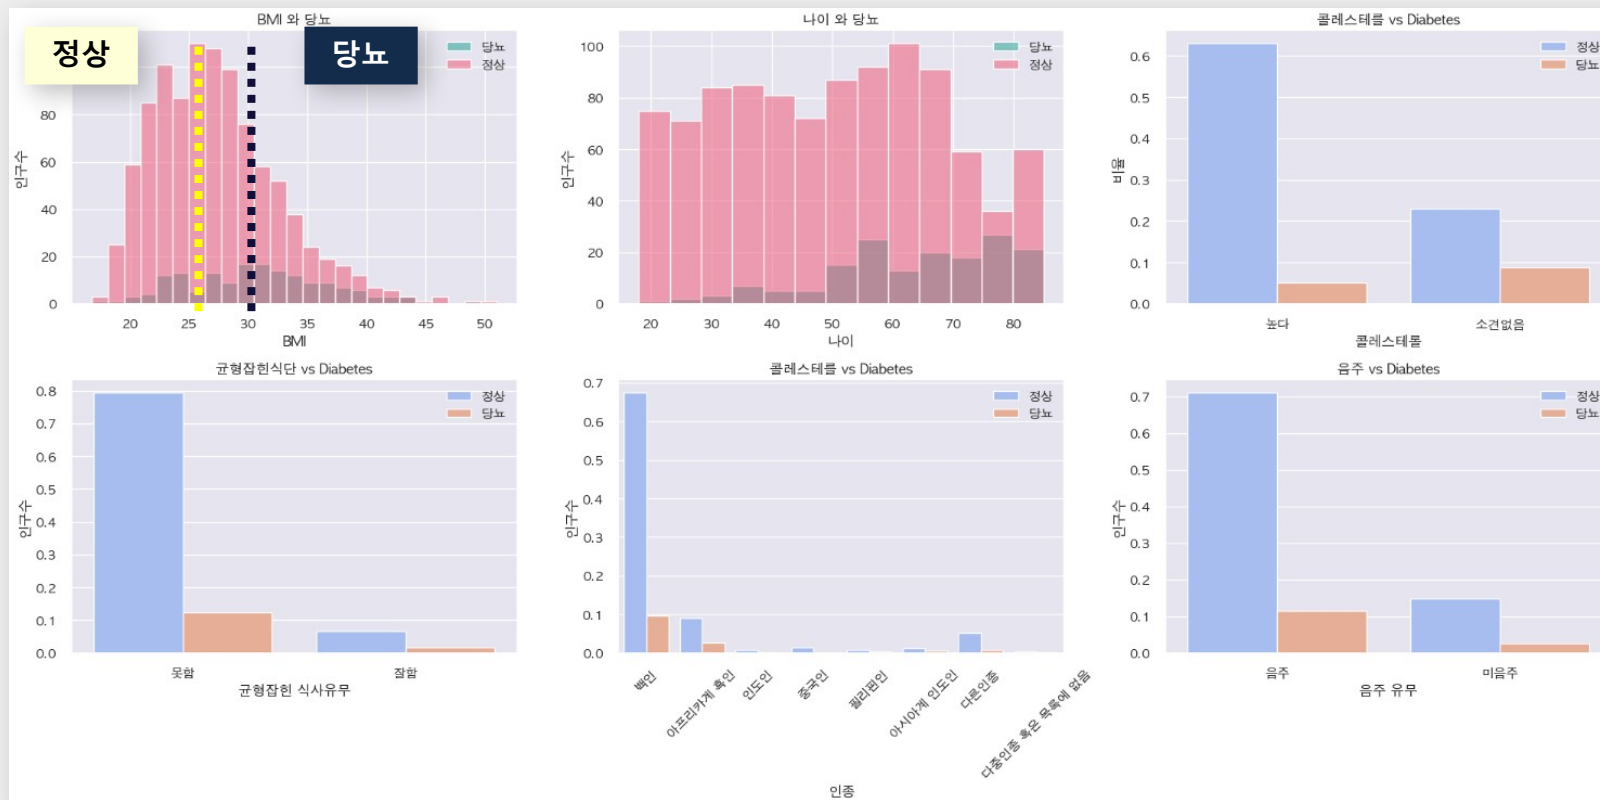 BMI 와 당뇨
정상
당뇨
당뇨
정상
80
60
40
20
0
인구수
20 25 30 35 40 45 50
BMI
나이 와 당뇨
당뇨
정상
100
80
60
40
20
0
인구수
20 30 40 50 60 70 80
나이
콜레스테롤 vs Diabetes
정상
당뇨
0.6
0.5
0.4
0.3
0.2
0.1
0.0
비율
높다 소견없음
콜레스테롤
균형잡힌식단 vs Diabetes
정상
당뇨
0.8
0.7
0.6
0.5
0.4
0.3
0.2
0.1
0.0
인구수
못함 잘함
균형잡힌 식사유무
콜레스테롤 vs Diabetes
정상
당뇨
0.7
0.6
0.5
0.4
0.3
0.2
0.1
0.0
인구수
백인
아프리카계 흑인
인도인
중국인
필리핀인
아시아계 인도인
다른인종
다중인종 혹은 목록에 없음
인종
음주 vs Diabetes
정상
당뇨
0.7
0.6
0.5
0.4
0.3
0.2
0.1
0.0
인구수
음주 미음주
음주 유무